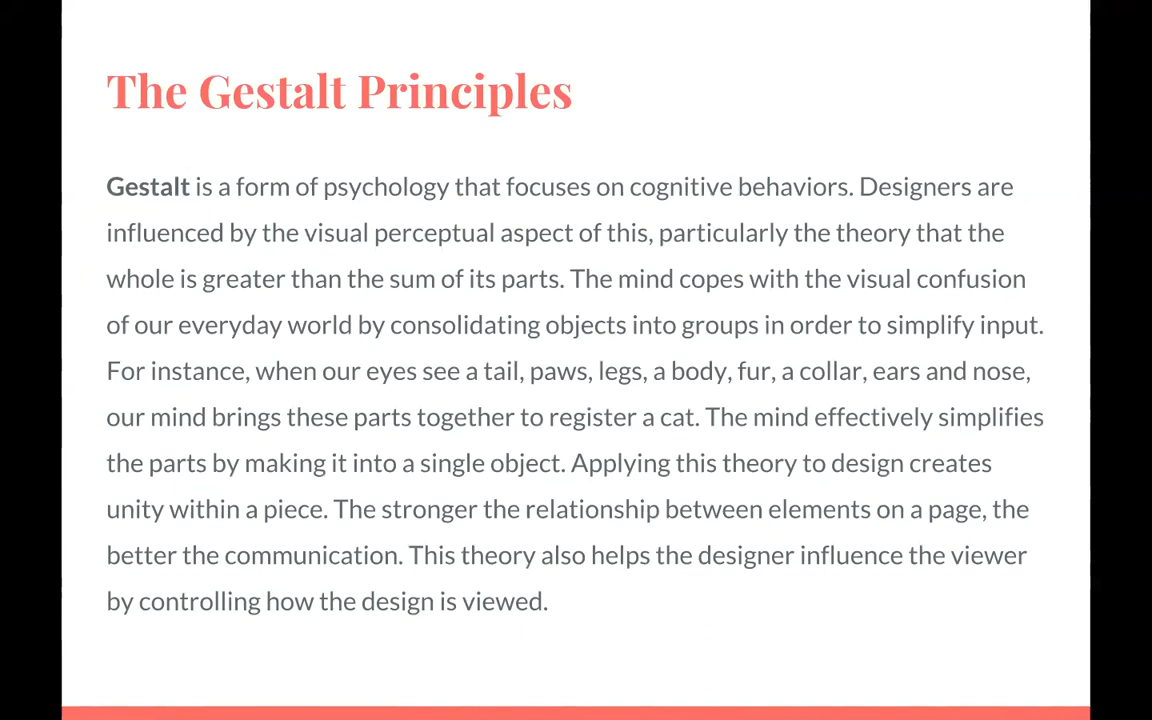 The Gestalt Principles
Gestalt is a form of psychology that focuses on cognitive behaviors. Designers are
influenced by the visual perceptual aspect of this, particularly the theory that the
whole is greater than the sum of its parts. The mind copes with the visual confusion
of our everyday world by consolidating objects into groups in order to simplify input.
For instance, when our eyes see a tail, paws, legs, a body, fur, a collar, ears and nose,
our mind brings these parts together to register a cat. The mind effectively simplifies
the parts by making it into a single object. Applying this theory to design creates
unity within a piece. The stronger the relationship between elements on a page, the
better the communication. This theory also helps the designer influence the viewer
by controlling how the design is viewed.